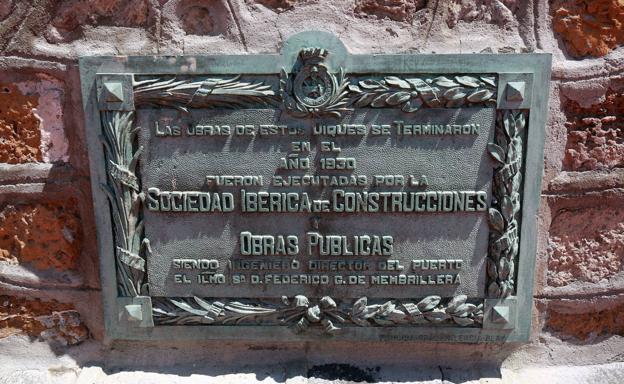 LAS OBRAS DE ESTOS DIQUES SE TERMINARON
EN EL
AÑO 1930
FUERON EJECUTADAS POR LA
SOCIEDAD IBERICA DE CONSTRUCCIONES
Y
OBRAS PUBLICAS
SIENDO INGENIERO DIRECTOR DEL PUERTO
EL ILMO SR D. FEDERICO G. DE MEMBRILLERA